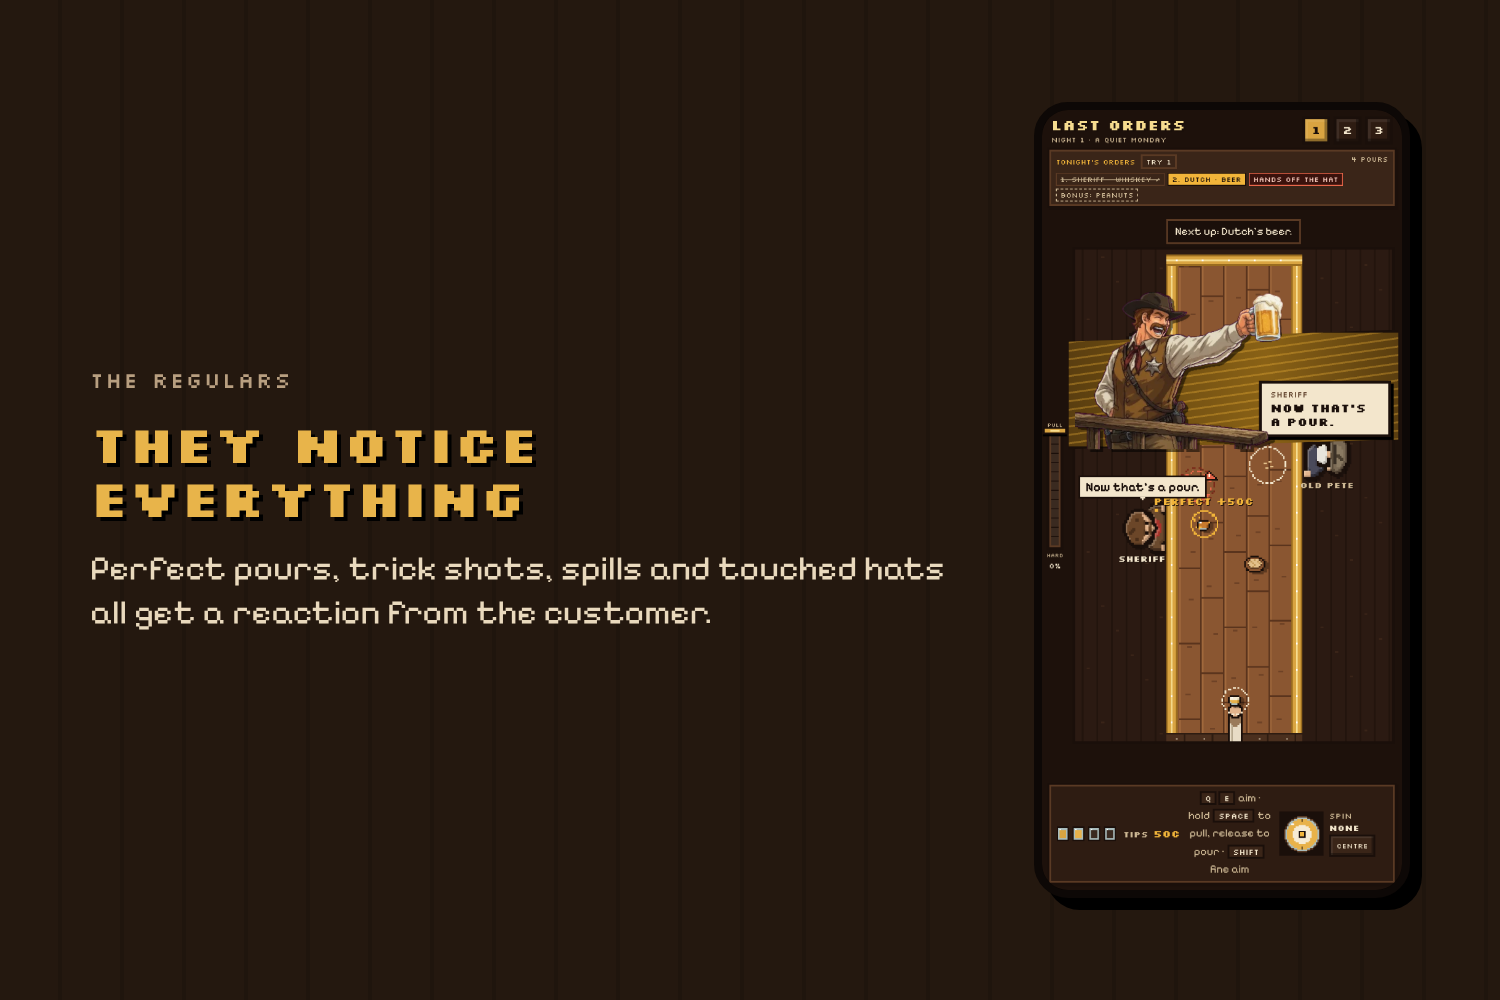 THE REGULARS
THEY NOTICE
EVERYTHING
Perfect pours, trick shots, spills and touched hats
all get a reaction from the customer.
LAST ORDERS
NIGHT 1 · A QUIET MONDAY
1 2 3
TONIGHT'S ORDERS TRY 1
4 POURS
1. SHERIFF · WHISKEY ✓ 2. DUTCH · BEER HANDS OFF THE HAT
BONUS: PEANUTS
Next up: Dutch's beer.
SHERIFF
NOW THAT'S
A POUR.
PULL
OLD PETE
Now that's a pour.
PERFECT +50¢
SHERIFF
HARD
0%
Q E aim ·
hold SPACE to
pull, release to
pour · SHIFT
fine aim
TIPS 50¢
SPIN
NONE
CENTRE